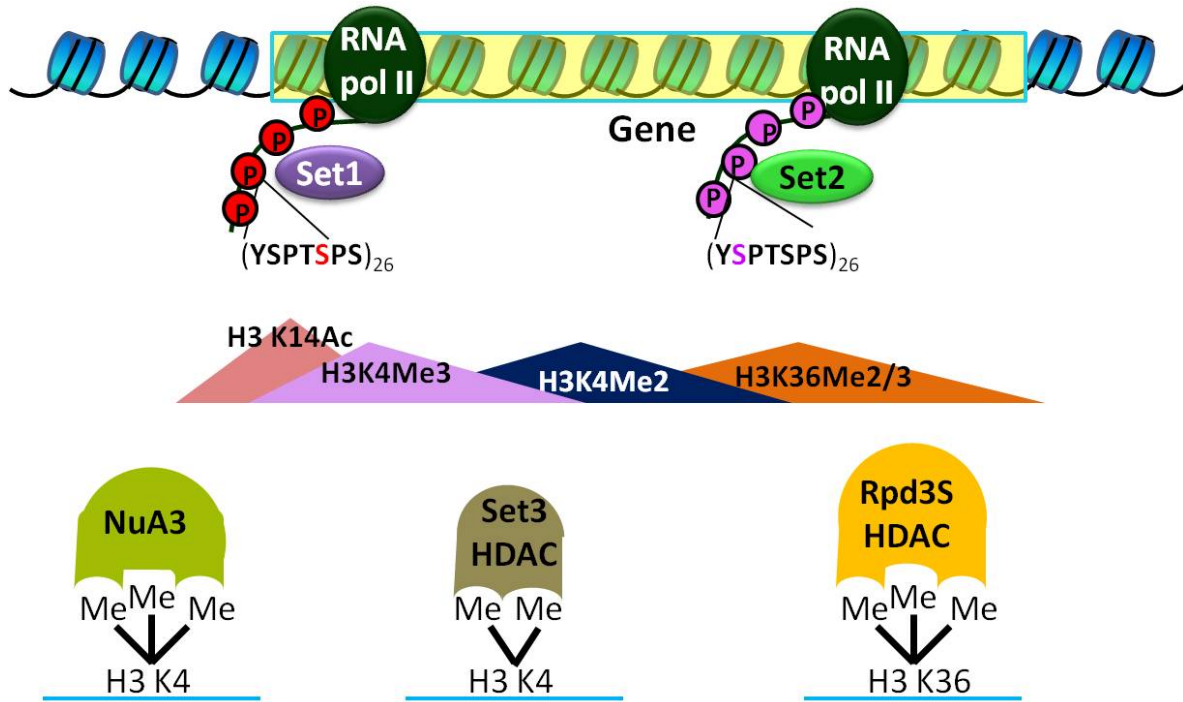 RNA
pol II
RNA
pol II
Gene
P
P
P
P
Set1
P
P
P
P
Set2
(YSPTSPS)26
(YSPTSPS)26
H3 K14Ac
H3K4Me3
H3K4Me2
H3K36Me2/3
NuA3
Me Me Me
H3 K4
Set3
HDAC
Me Me
H3 K4
Rpd3S
HDAC
Me Me Me
H3 K36